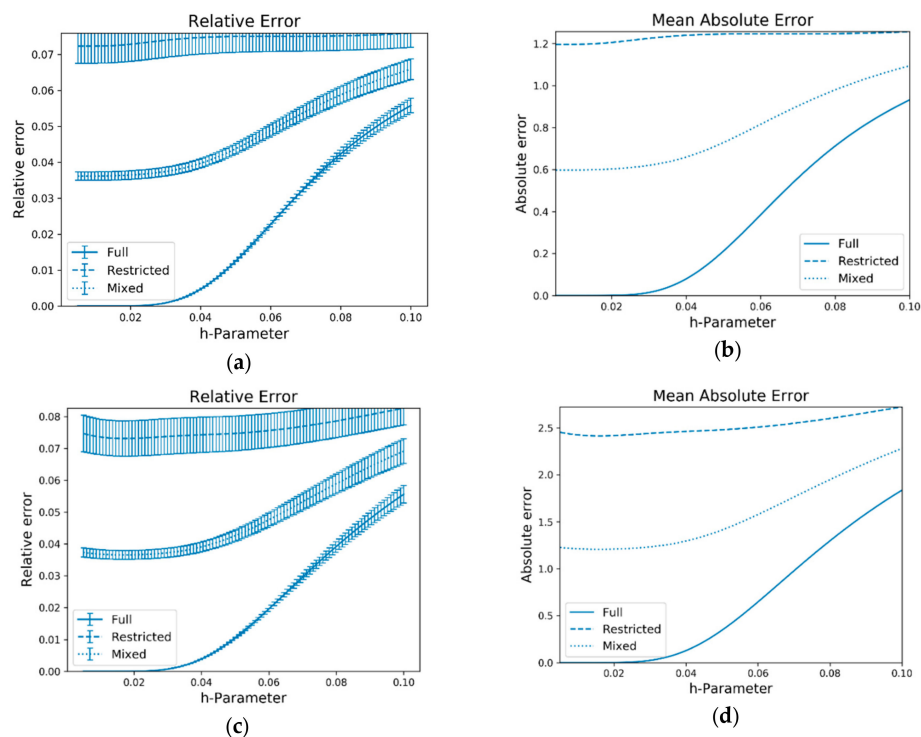 Relative Error
Relative error
0.07
0.06
0.05
0.04
0.03
0.02
0.01
0.00
Full
Restricted
Mixed
0.02 0.04 0.06 0.08 0.10
h-Parameter
(a)
Mean Absolute Error
Absolute error
1.2
1.0
0.8
0.6
0.4
0.2
0.0
Full
Restricted
Mixed
0.02 0.04 0.06 0.08 0.10
h-Parameter
(b)
Relative Error
Relative error
0.08
0.07
0.06
0.05
0.04
0.03
0.02
0.01
0.00
Full
Restricted
Mixed
0.02 0.04 0.06 0.08 0.10
h-Parameter
(c)
Mean Absolute Error
Absolute error
2.5
2.0
1.5
1.0
0.5
0.0
Full
Restricted
Mixed
0.02 0.04 0.06 0.08 0.10
h-Parameter
(d)